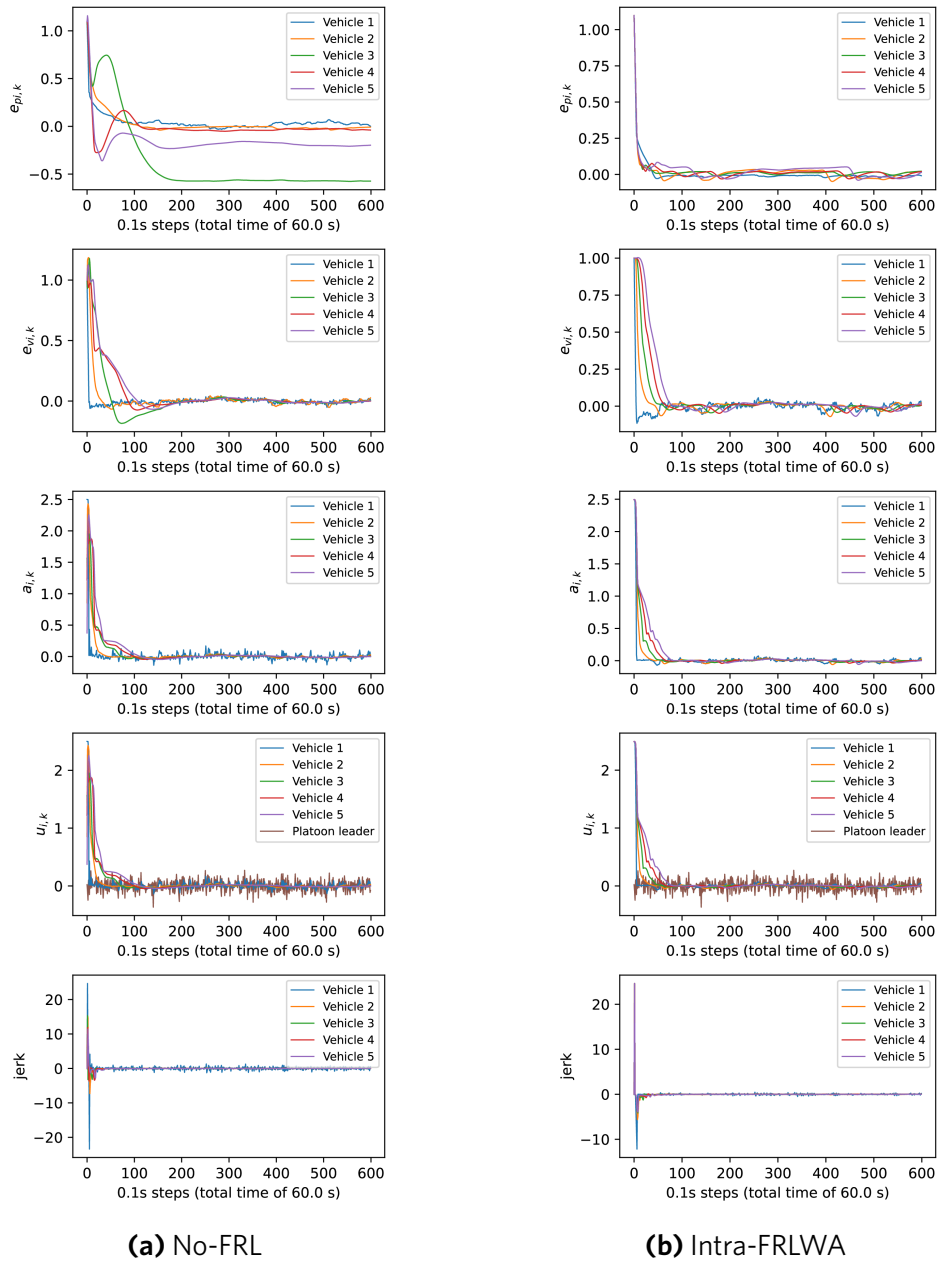 1.0
0.5
0.0
−0.5
e_{pi,k}
Vehicle 1
Vehicle 2
Vehicle 3
Vehicle 4
Vehicle 5
0 100 200 300 400 500 600
0.1s steps (total time of 60.0 s)
1.00
0.75
0.50
0.25
0.00
e_{pi,k}
Vehicle 1
Vehicle 2
Vehicle 3
Vehicle 4
Vehicle 5
0 100 200 300 400 500 600
0.1s steps (total time of 60.0 s)
1.0
0.5
0.0
e_{vi,k}
Vehicle 1
Vehicle 2
Vehicle 3
Vehicle 4
Vehicle 5
0 100 200 300 400 500 600
0.1s steps (total time of 60.0 s)
1.00
0.75
0.50
0.25
0.00
e_{vi,k}
Vehicle 1
Vehicle 2
Vehicle 3
Vehicle 4
Vehicle 5
0 100 200 300 400 500 600
0.1s steps (total time of 60.0 s)
2.5
2.0
1.5
1.0
0.5
0.0
a_{i,k}
Vehicle 1
Vehicle 2
Vehicle 3
Vehicle 4
Vehicle 5
0 100 200 300 400 500 600
0.1s steps (total time of 60.0 s)
2.5
2.0
1.5
1.0
0.5
0.0
a_{i,k}
Vehicle 1
Vehicle 2
Vehicle 3
Vehicle 4
Vehicle 5
0 100 200 300 400 500 600
0.1s steps (total time of 60.0 s)
2
1
0
u_{i,k}
Vehicle 1
Vehicle 2
Vehicle 3
Vehicle 4
Vehicle 5
Platoon leader
0 100 200 300 400 500 600
0.1s steps (total time of 60.0 s)
2
1
0
u_{i,k}
Vehicle 1
Vehicle 2
Vehicle 3
Vehicle 4
Vehicle 5
Platoon leader
0 100 200 300 400 500 600
0.1s steps (total time of 60.0 s)
20
10
0
−10
−20
jerk
Vehicle 1
Vehicle 2
Vehicle 3
Vehicle 4
Vehicle 5
0 100 200 300 400 500 600
0.1s steps (total time of 60.0 s)
20
10
0
−10
jerk
Vehicle 1
Vehicle 2
Vehicle 3
Vehicle 4
Vehicle 5
0 100 200 300 400 500 600
0.1s steps (total time of 60.0 s)
(a) No-FRL
(b) Intra-FRLWA